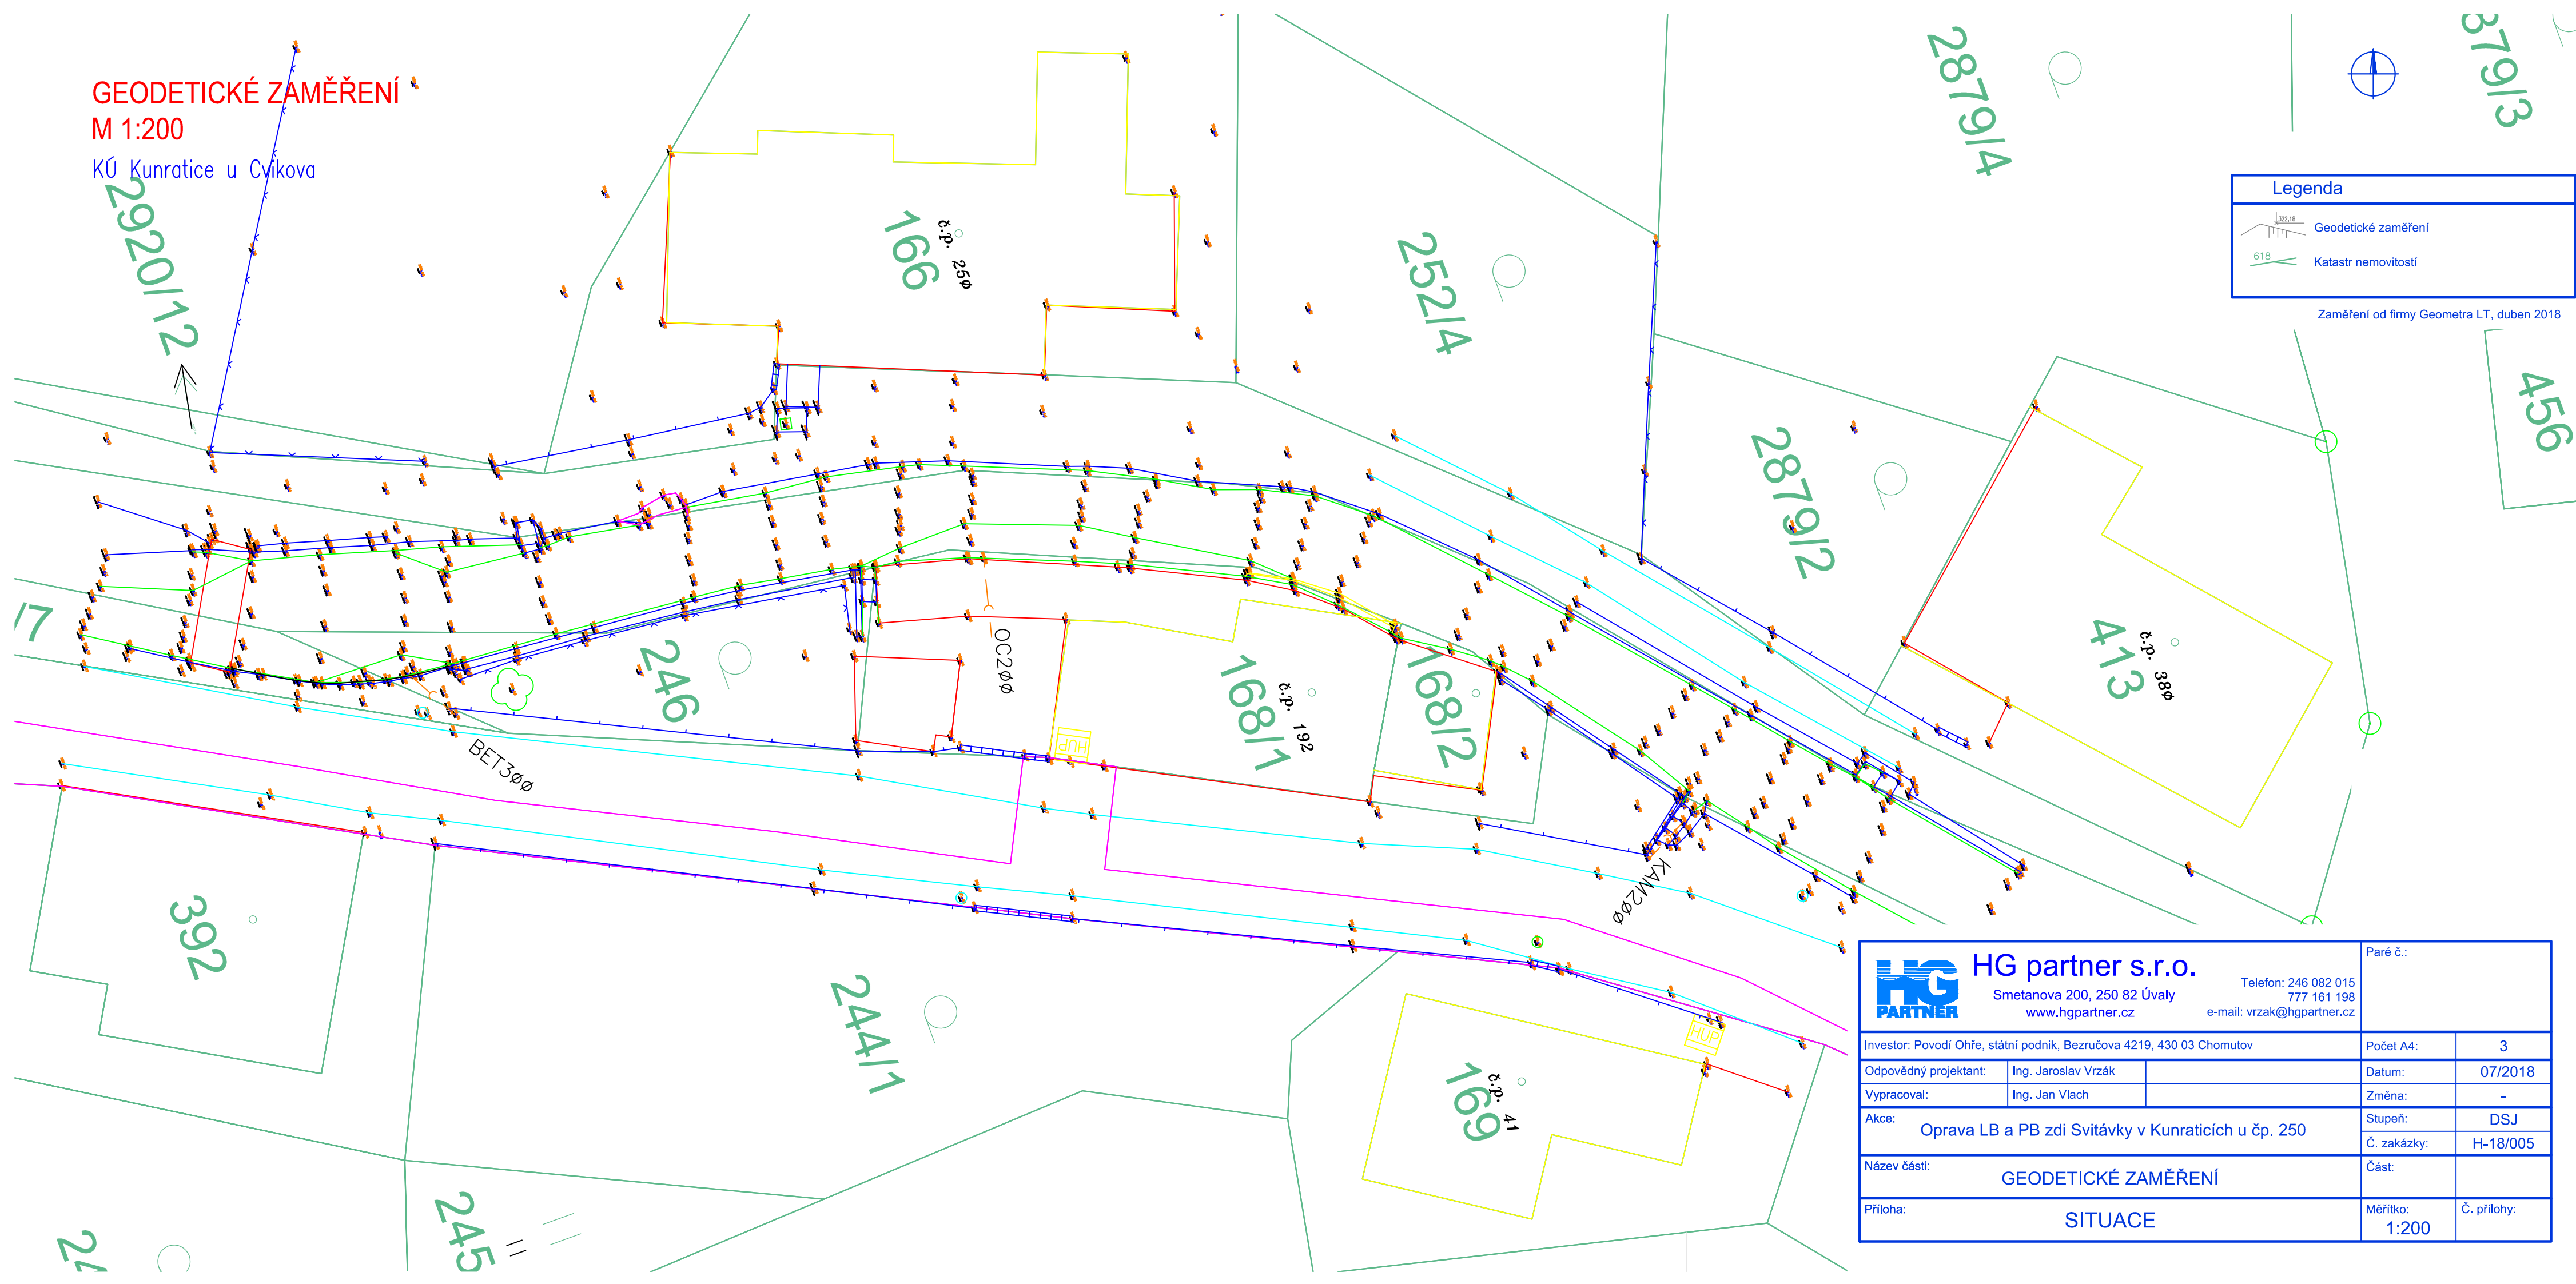 GEODETICKÉ ZAMĚŘENÍ
M 1:200
KÚ Kunratice u Cvikova
2920/12
166
č.p. 250
252/4
2879/4
379/3
Legenda
322,18
Geodetické zaměření
618
Katastr nemovitostí
Zaměření od firmy Geometra LT, duben 2018
456
2879/2
413
č.p. 380
/7
246
OC200
HUP
168/1
č.p. 192
168/2
BET300
KAM200
392
244/1
169
č.p. 41
HUP
245
24
HG PARTNER
HG partner s.r.o.
Smetanova 200, 250 82 Úvaly
www.hgpartner.cz
Telefon: 246 082 015
777 161 198
e-mail: vrzak@hgpartner.cz
Paré č.:
Investor: Povodí Ohře, státní podnik, Bezručova 4219, 430 03 Chomutov
Počet A4: 3
Odpovědný projektant: Ing. Jaroslav Vrzák
Datum: 07/2018
Vypracoval: Ing. Jan Vlach
Změna: -
Akce: Oprava LB a PB zdi Svitávky v Kunraticích u čp. 250
Stupeň: DSJ
Č. zakázky: H-18/005
Název části: GEODETICKÉ ZAMĚŘENÍ
Část:
Příloha: SITUACE
Měřítko: 1:200
Č. přílohy: